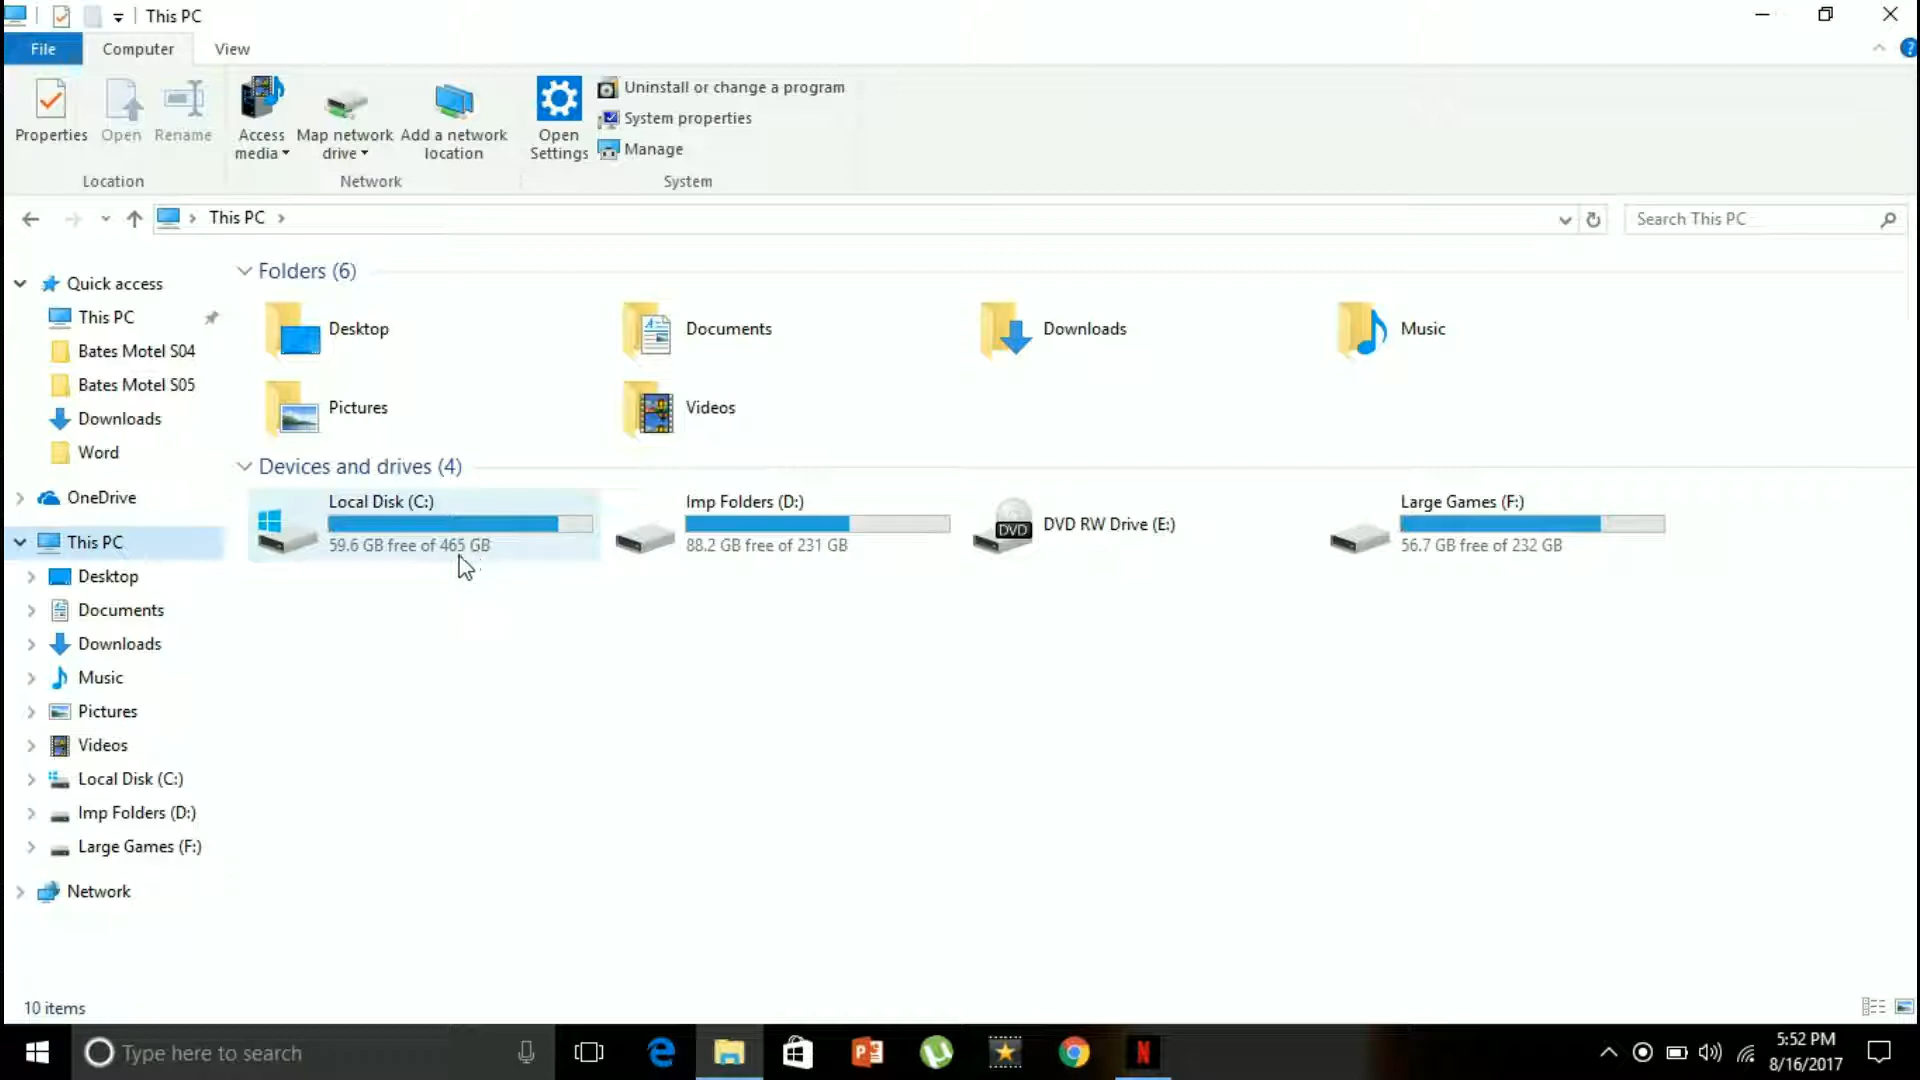 This PC
File Computer View
Properties Open Rename Access media Map network drive Add a network location Open Settings
Uninstall or change a program
System properties
Manage
Location Network System
This PC
Search This PC
Quick access
This PC
Bates Motel S04
Bates Motel S05
Downloads
Word
OneDrive
This PC
Desktop
Documents
Downloads
Music
Pictures
Videos
Local Disk (C:)
Imp Folders (D:)
Large Games (F:)
Network
Folders (6)
Desktop Documents Downloads Music
Pictures Videos
Devices and drives (4)
Local Disk (C:)
59.6 GB free of 465 GB
Imp Folders (D:)
88.2 GB free of 231 GB
DVD
DVD RW Drive (E:)
Large Games (F:)
56.7 GB free of 232 GB
10 items
Type here to search
5:52 PM
8/16/2017